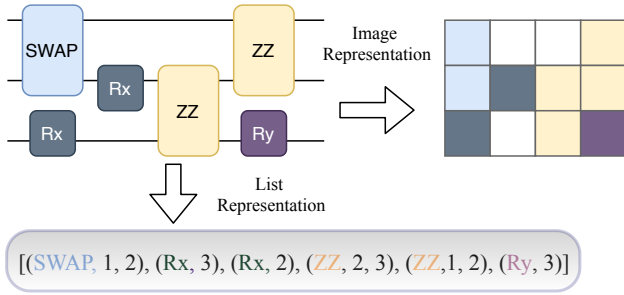 SWAP
Rx
Rx
ZZ
ZZ
Ry
Image
Representation
List
Representation
[(SWAP, 1, 2), (Rx, 3), (Rx, 2), (ZZ, 2, 3), (ZZ,1, 2), (Ry, 3)]